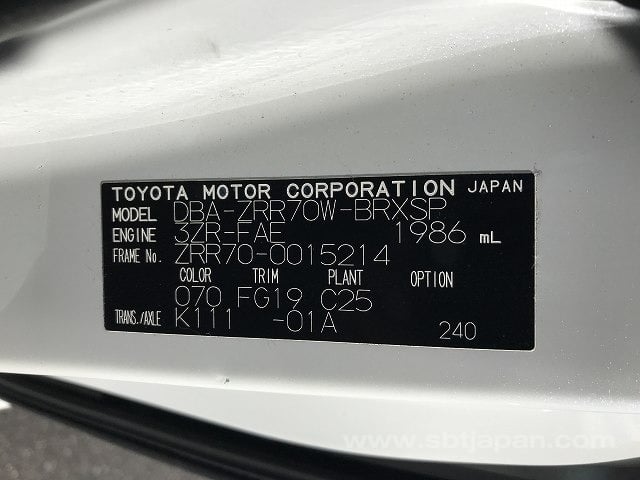 TOYOTA MOTOR CORPORATION JAPAN
MODEL DBA-ZRR70W-BRXSP
ENGINE 3ZR-FAE 1986 mL
FRAME No. ZRR70-0015214
COLOR TRIM PLANT OPTION
070 FG19 C25
TRANS./AXLE K111 -01A 240
www.sbtjapan.com